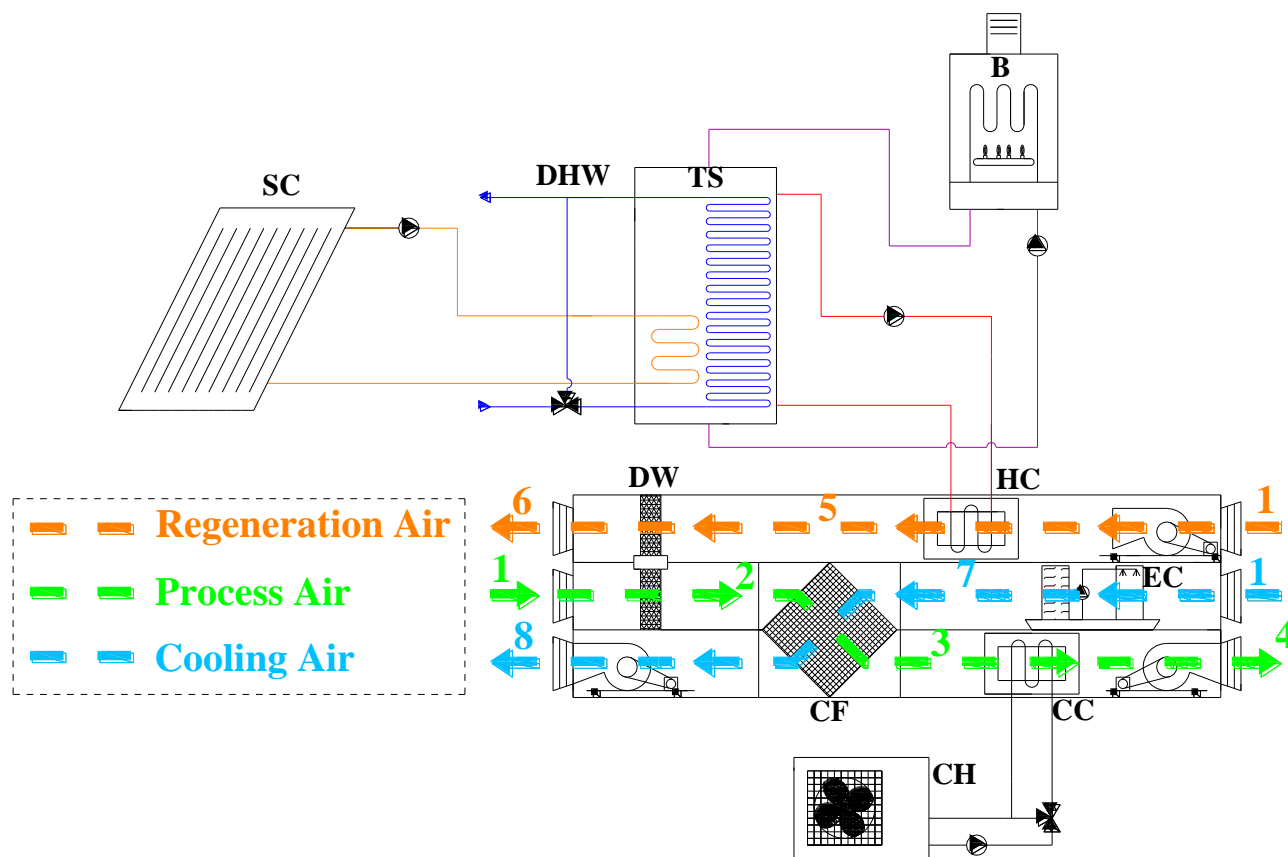 B
SC
DHW
TS
DW
HC
6
5
1
Regeneration Air
1
2
7
EC
1
Process Air
8
3
4
Cooling Air
CF
CC
CH